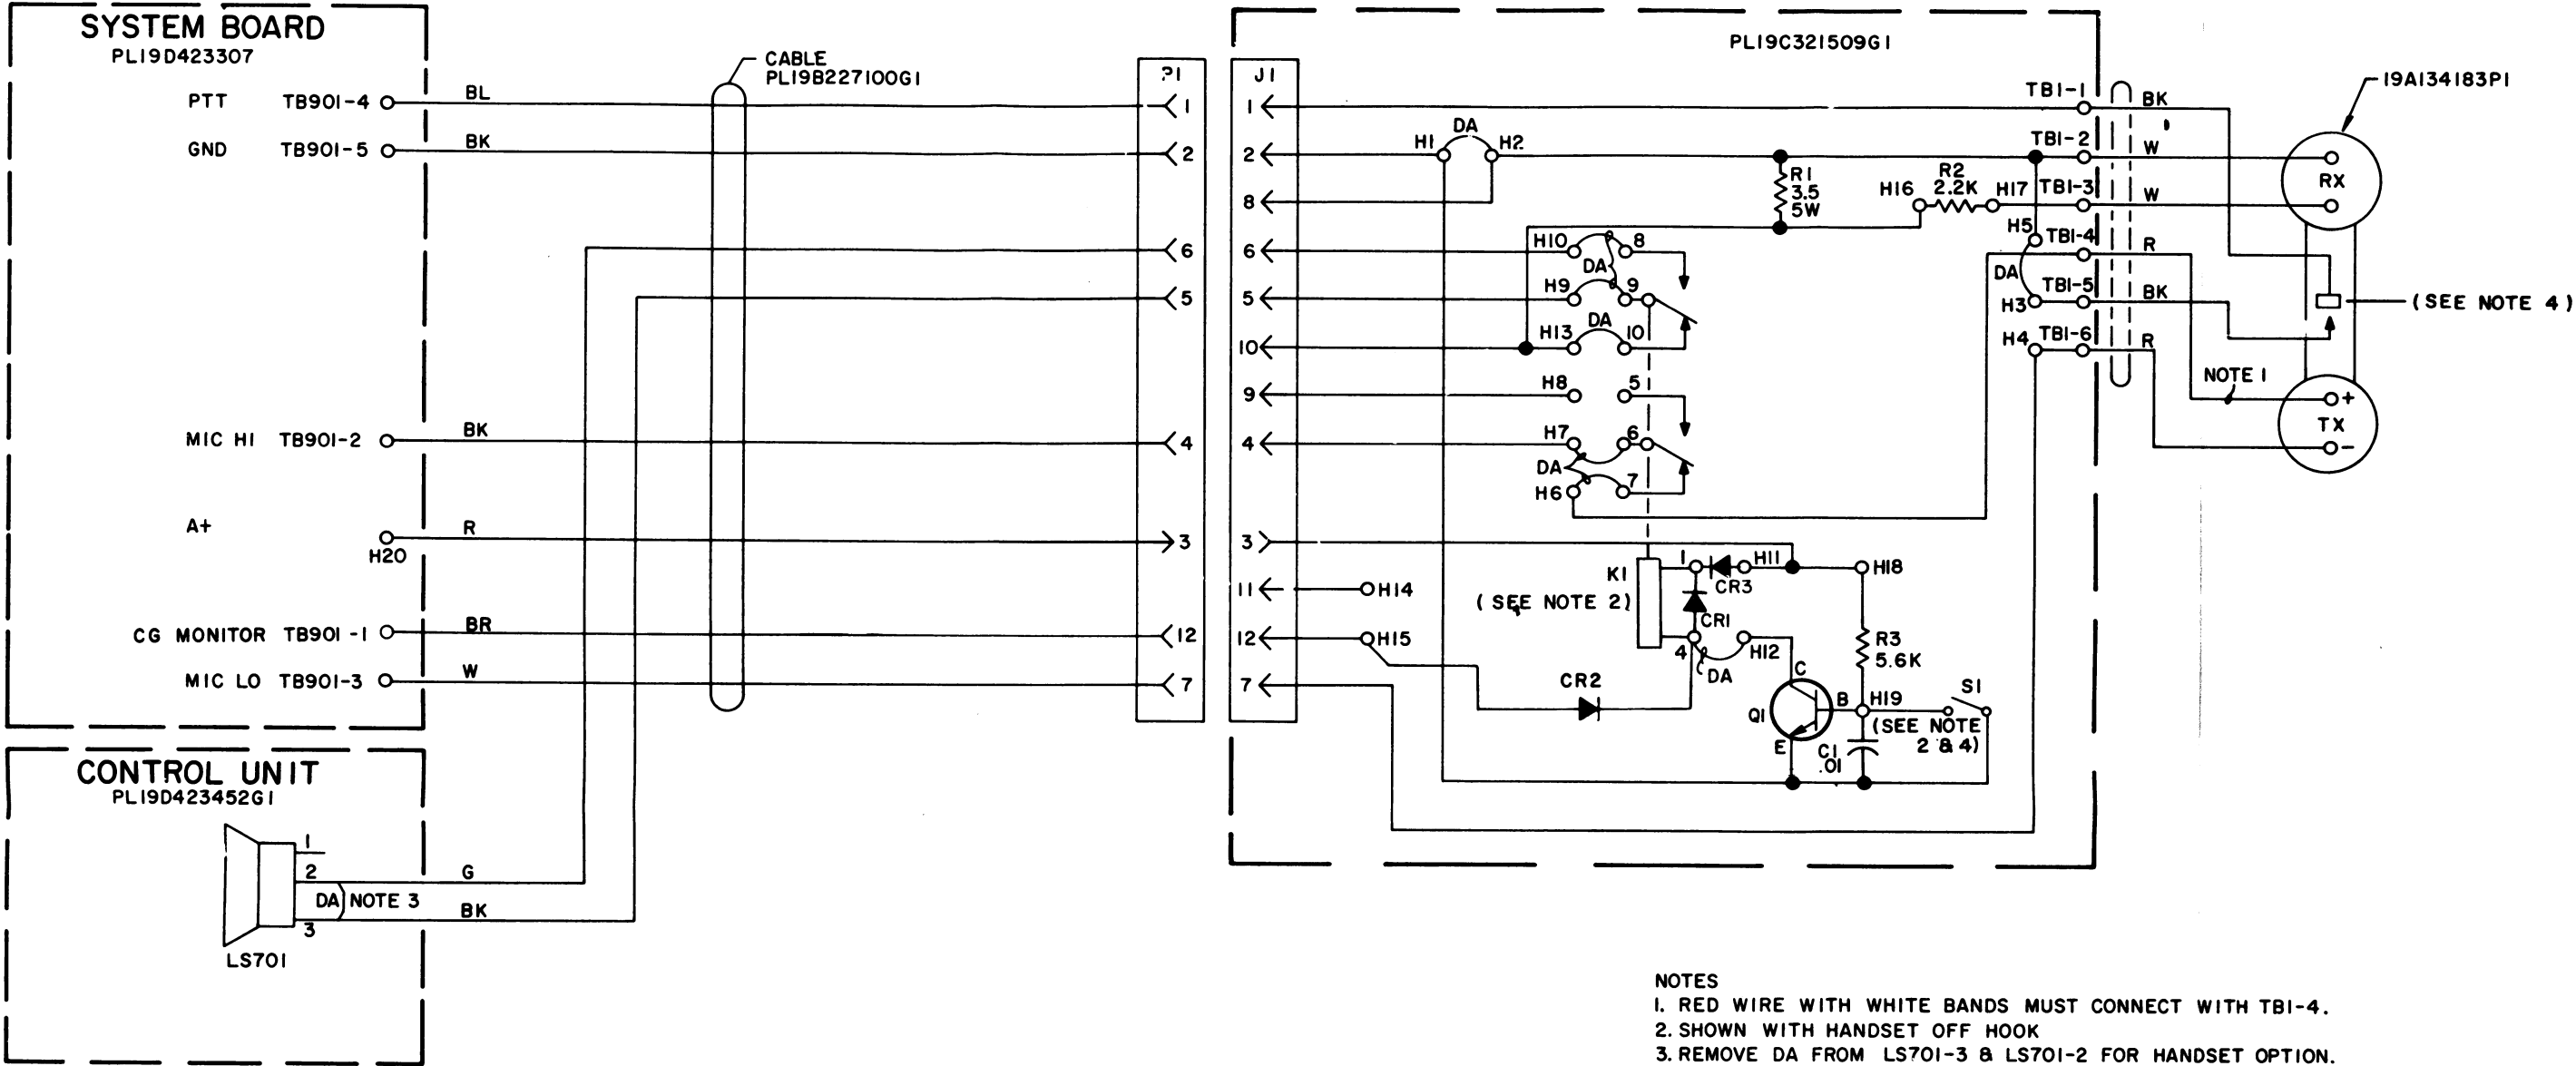 SYSTEM BOARD
PL19D423307
PTT TB901-4
BL
GND TB901-5
BK
CABLE
PL19B227100G1
MIC HI TB901-2
BK
A+
H20
R
CG MONITOR TB901-1
BR
MIC LO TB901-3
W
CONTROL UNIT
PL19D423452G1
1
2
G
DA NOTE 3
BK
3
LS701
P1
1
2
6
5
4
3
12
7
J1
1
2
8
6
5
10
9
4
3
11
12
7
PL19C321509G1
H1 DA H2
R1
3.5
5W
H16
R2
2.2K
H17
H10 8
DA
H9 9
H13 DA 10
H8 5
H7 6
DA
H6 7
K1
(SEE NOTE 2)
1
CR3
H11
H18
CR1
4
DA
H12
H14
H15
CR2
R3
5.6K
C
B
E
Q1
H19
S1
(SEE NOTE
2 & 4)
C1
.01
TB1-1
TB1-2
TB1-3
H5 TB1-4
DA
TB1-5
H3
H4 TB1-6
BK
W
W
R
BK
R
NOTE 1
19A134183P1
RX
(SEE NOTE 4)
+
TX
-
NOTES
1. RED WIRE WITH WHITE BANDS MUST CONNECT WITH TB1-4.
2. SHOWN WITH HANDSET OFF HOOK
3. REMOVE DA FROM LS701-3 & LS701-2 FOR HANDSET OPTION.